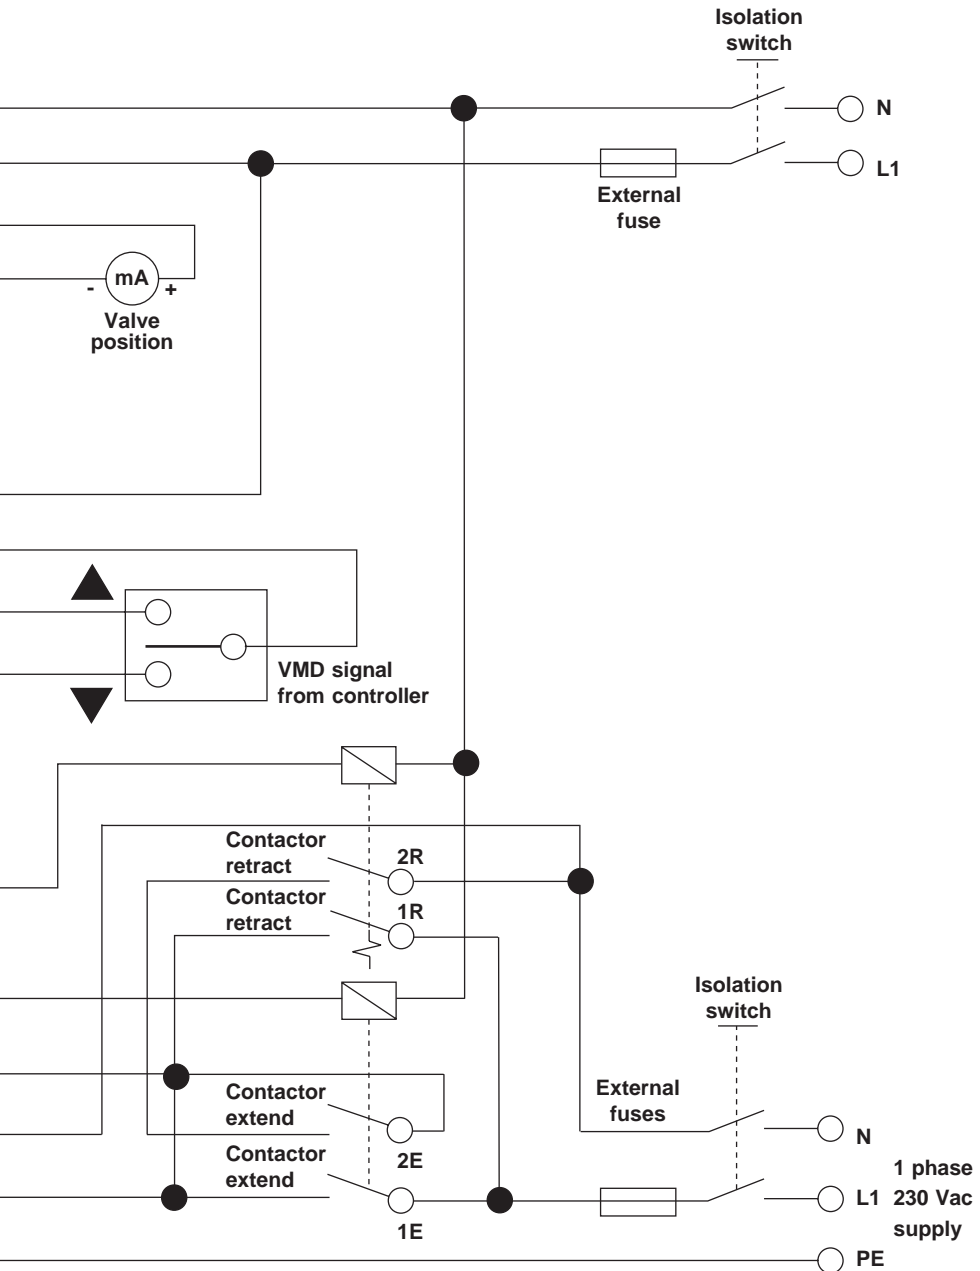 Isolation
switch
N
L1
External
fuse
mA
- +
Valve
position
VMD signal
from controller
Contactor
retract
2R
Contactor
retract
1R
Isolation
switch
Contactor
extend
2E
External
fuses
N
Contactor
extend
1E
1 phase
L1 230 Vac
supply
PE